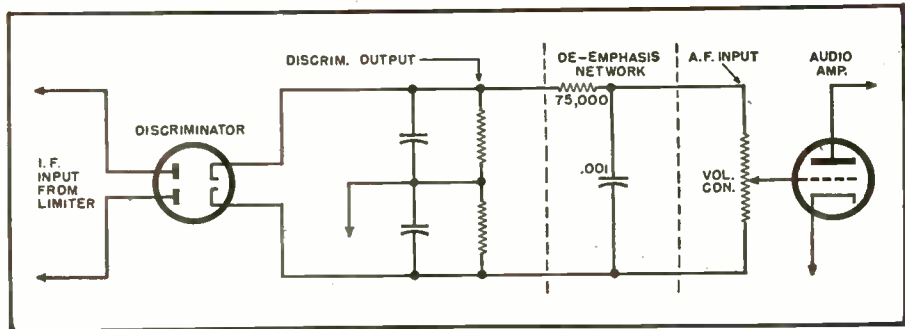 DISCRIM. OUTPUT
DE-EMPHASIS
NETWORK
A.F. INPUT
AUDIO
AMP.
75,000
DISCRIMINATOR
I.F.
INPUT
FROM
LIMITER
.001
VOL.
CON.